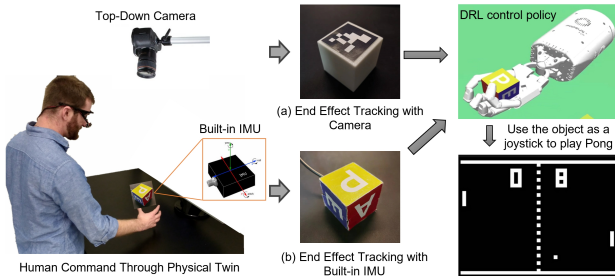 Top-Down Camera
Built-in IMU
IMU
Human Command Through Physical Twin
(a) End Effect Tracking with
Camera
P
A
E
(b) End Effect Tracking with
Built-in IMU
DRL control policy
P
E
Use the object as a
joystick to play Pong
0 8